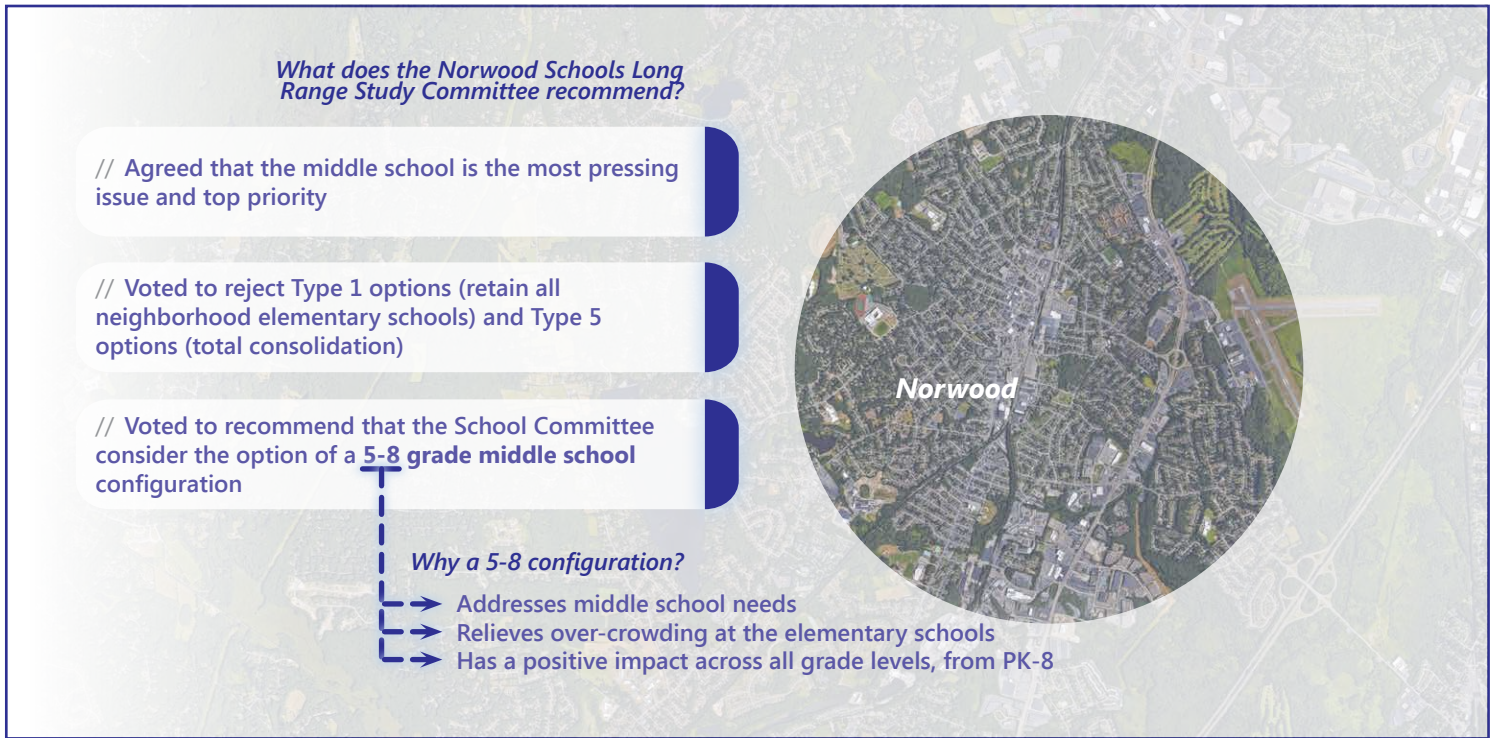 What does the Norwood Schools Long
Range Study Committee recommend?
// Agreed that the middle school is the most pressing
issue and top priority
// Voted to reject Type 1 options (retain all
neighborhood elementary schools) and Type 5
options (total consolidation)
// Voted to recommend that the School Committee
consider the option of a 5-8 grade middle school
configuration
Norwood
Why a 5-8 configuration?
Addresses middle school needs
Relieves over-crowding at the elementary schools
Has a positive impact across all grade levels, from PK-8